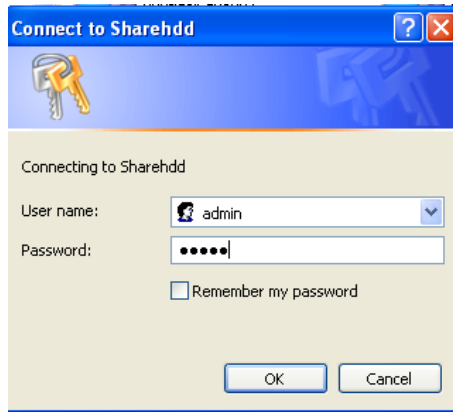 Connect to Sharehdd
Connecting to Sharehdd
User name:
admin
Password:
•••••
Remember my password
OK
Cancel